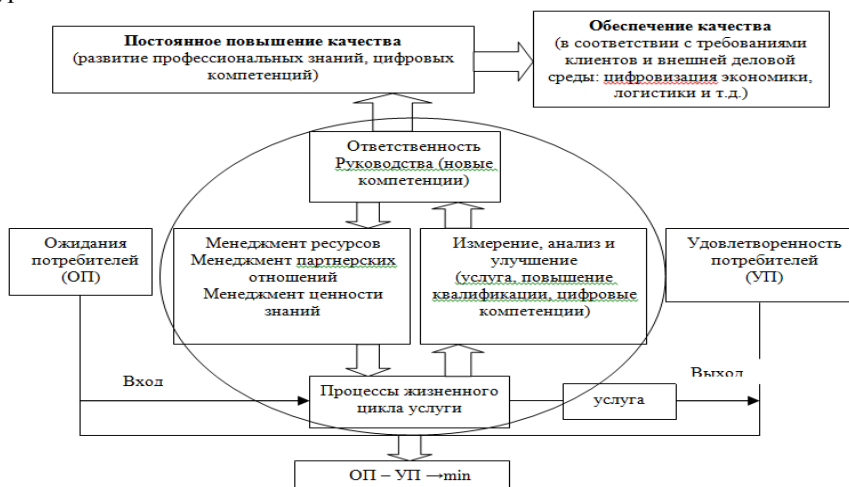 Постоянное повышение качества
(развитие профессиональных знаний, цифровых
компетенций)
Обеспечение качества
(в соответствии с требованиями
клиентов и внешней деловой
среды: цифровизация экономики,
логистики и т.д.)
Ответственность
Руководства (новые
компетенции)
Ожидания
потребителей
(ОП)
Менеджмент ресурсов
Менеджмент партнерских
отношений
Менеджмент ценности
знаний
Измерение, анализ и
улучшение
(услуга, повышение
квалификации, цифровые
компетенции)
Удовлетворенность
потребителей
(УП)
Вход
Процессы жизненного
цикла услуги
услуга
Выход
ОП – УП →min